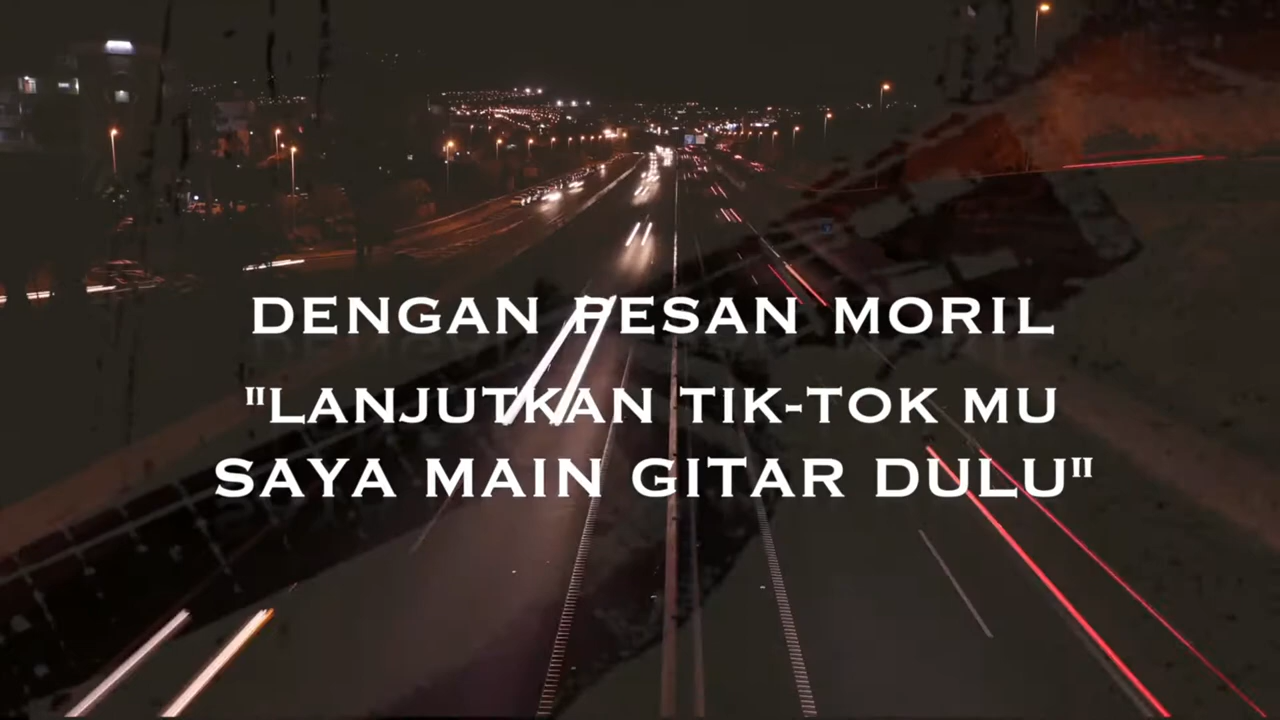 DENGAN PESAN MORIL
"LANJUTKAN TIK-TOK MU
SAYA MAIN GITAR DULU"